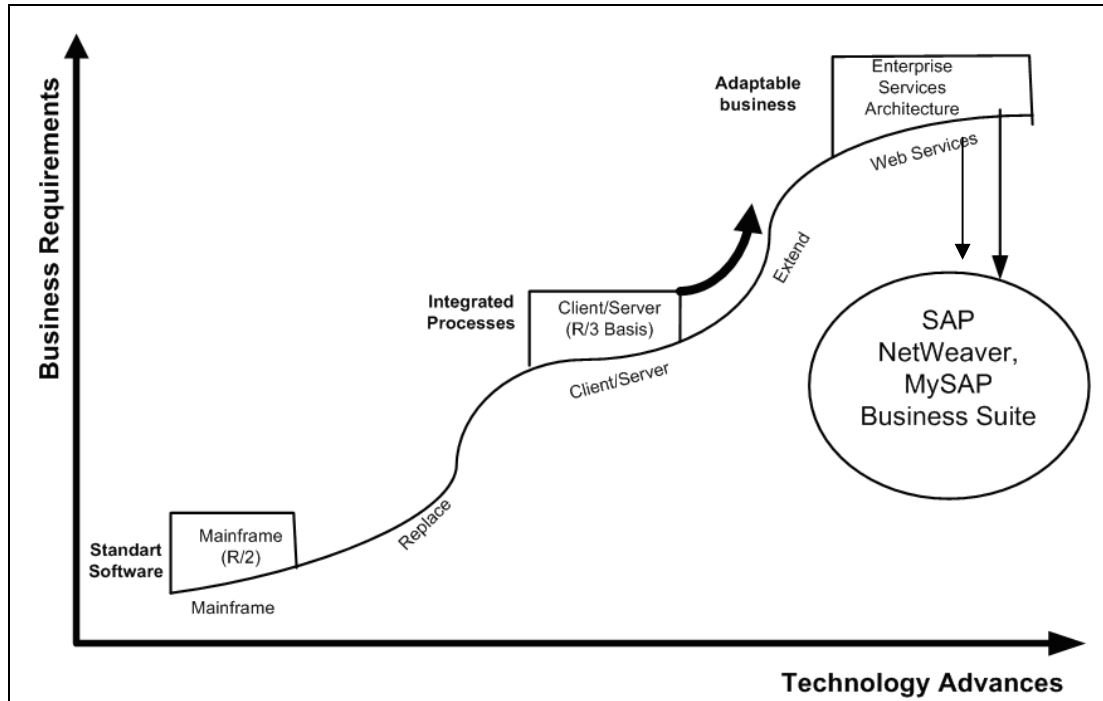 Business Requirements
Adaptable
business
Enterprise
Services
Architecture
Web Services
Extend
Integrated
Processes
Client/Server
(R/3 Basis)
Client/Server
SAP
NetWeaver,
MySAP
Business Suite
Replace
Standart
Software
Mainframe
(R/2)
Mainframe
Technology Advances